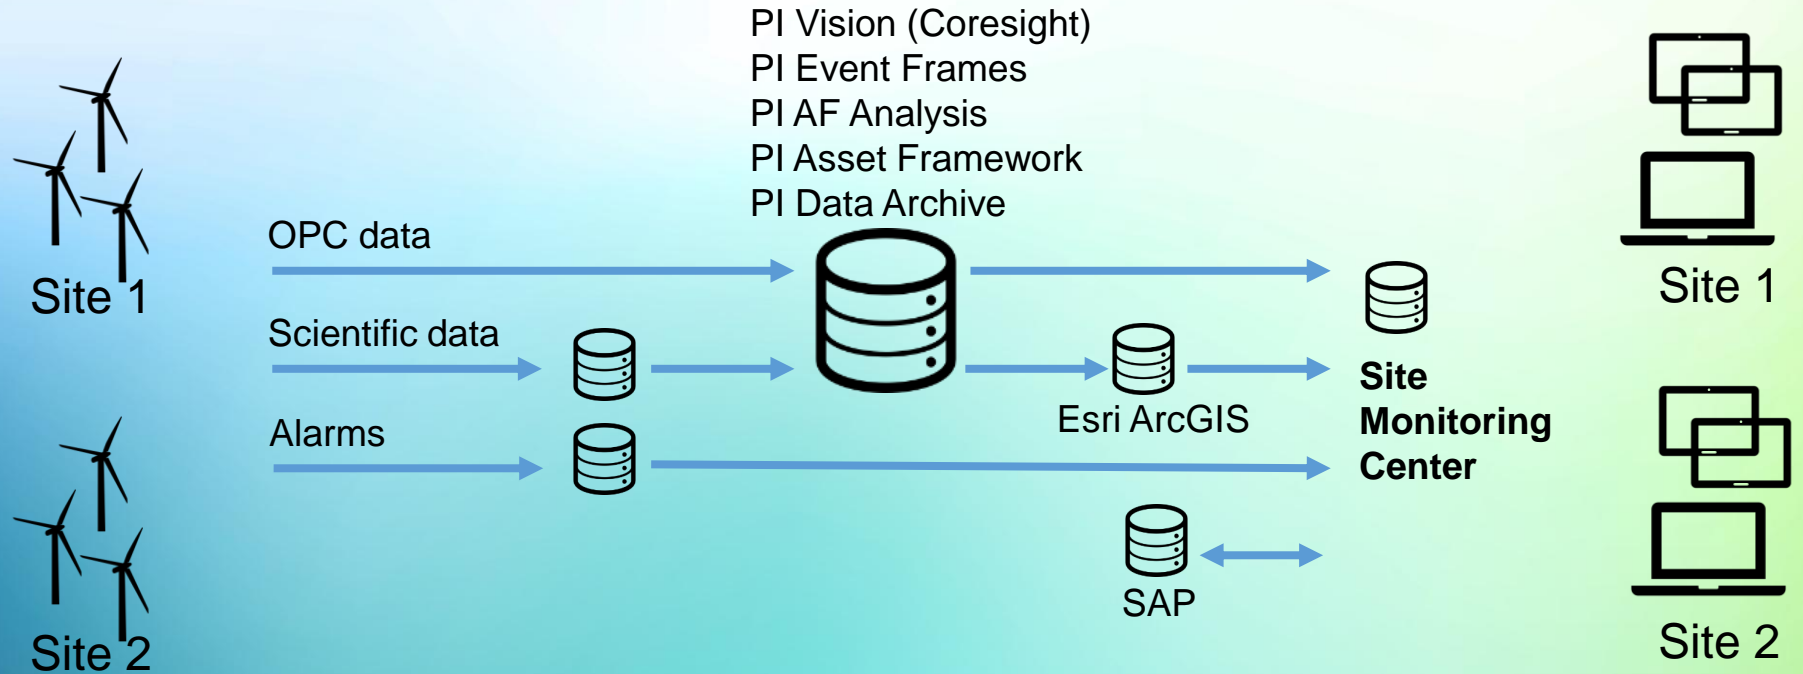 PI Vision (Coresight)
PI Event Frames
PI AF Analysis
PI Asset Framework
PI Data Archive
OPC data
Site 1
Site 1
Scientific data
Site
Monitoring
Center
Esri ArcGIS
Alarms
SAP
Site 2
Site 2